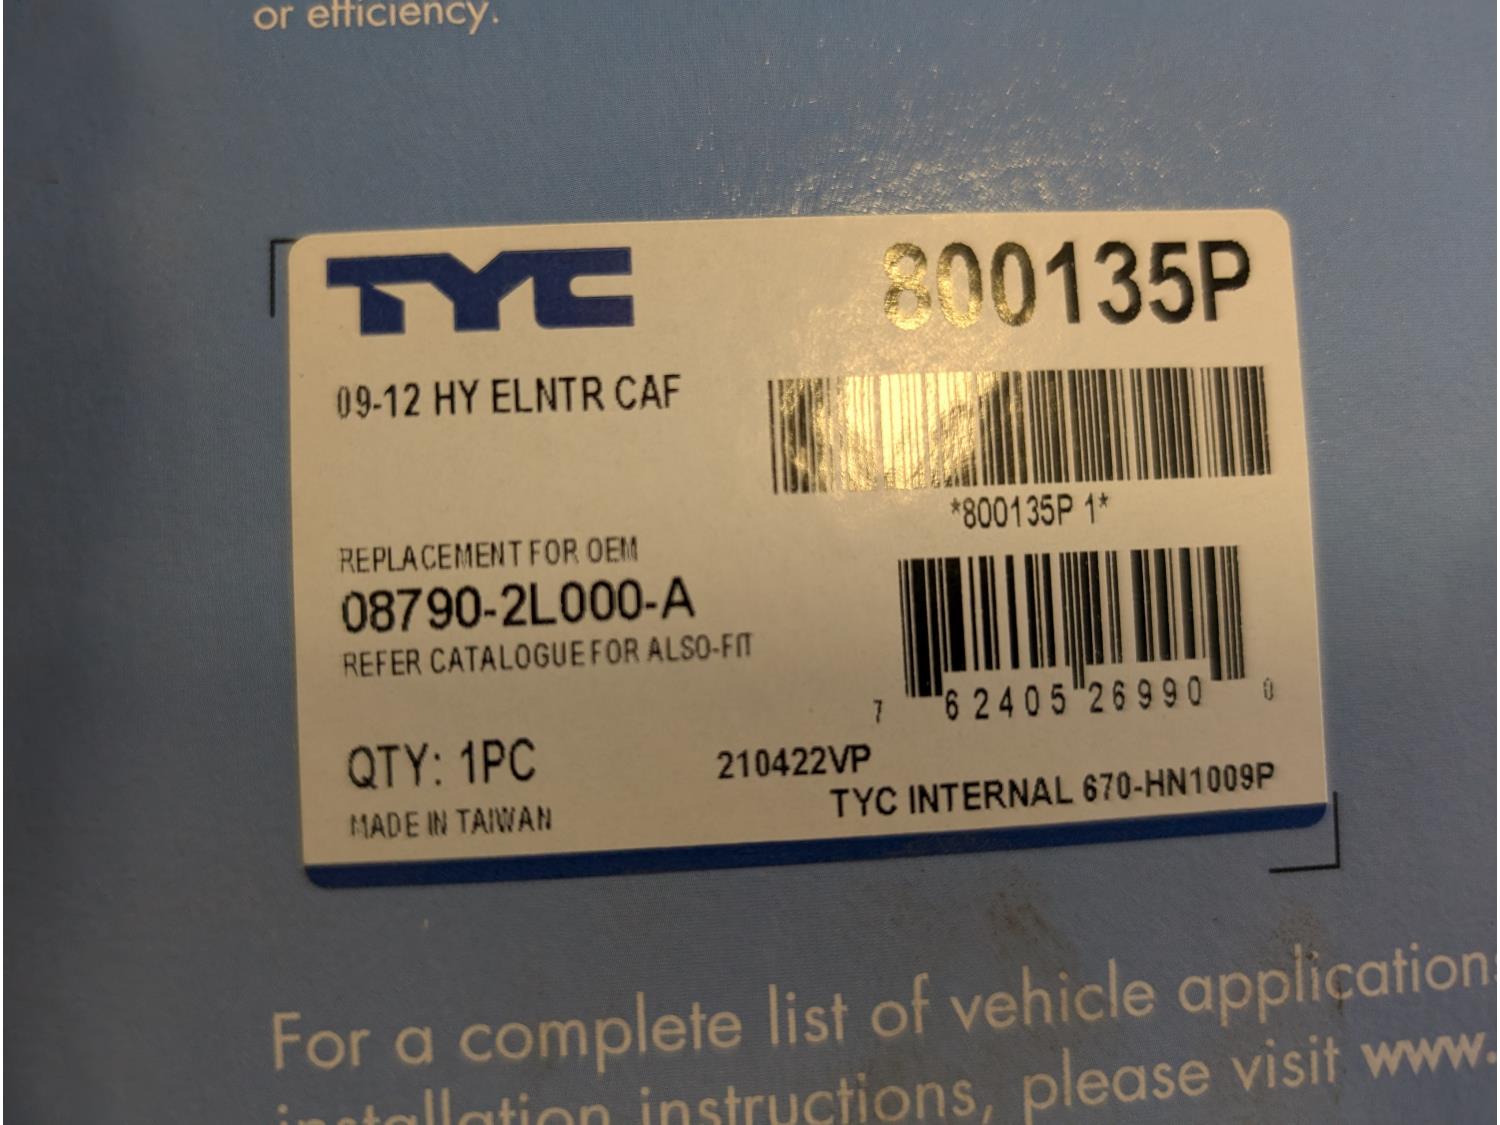 or efficiency.
TYC
800135P
09-12 HY ELNTR CAF
*800135P 1*
REPLACEMENT FOR OEM
08790-2L000-A
REFER CATALOGUE FOR ALSO-FIT
7 62405 26990 0
QTY: 1PC
210422VP
TYC INTERNAL 670-HN1009P
MADE IN TAIWAN
For a complete list of vehicle applications
installation instructions, please visit www.